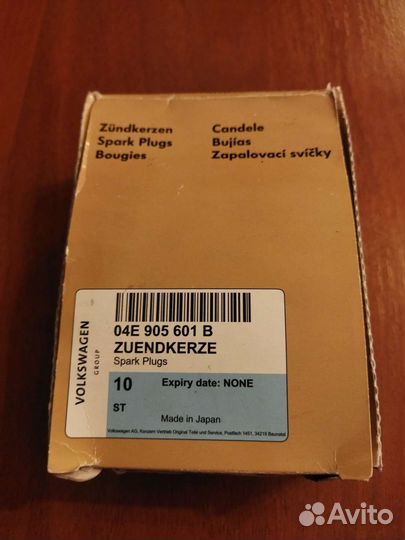 Zündkerzen
Spark Plugs
Bougies
Candele
Bujías
Zapalovací svíčky
VOLKSWAGEN
GROUP
04E 905 601 B
ZUENDKERZE
Spark Plugs
10
ST
Expiry date: NONE
Made in Japan
Volkswagen AG, Konzern Vertrieb Original Teile und Service, Postfach 1451, 34219 Baunatal
Avito